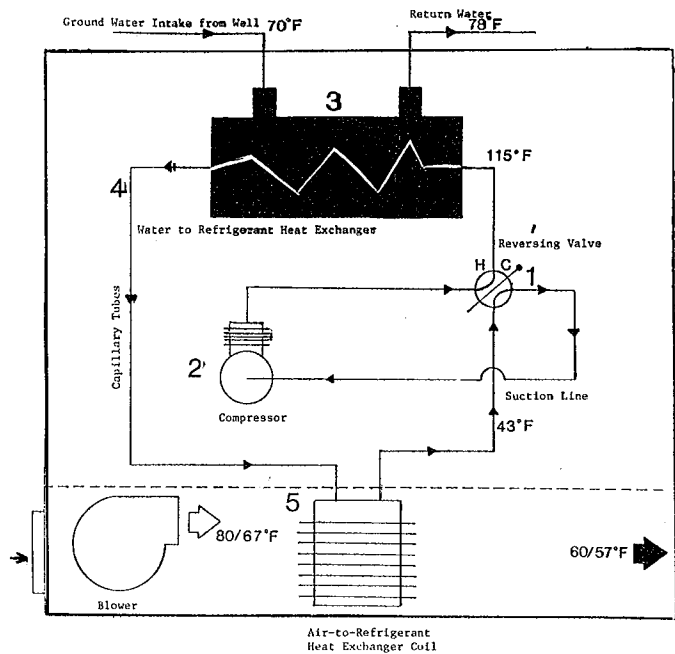 Ground Water Intake from Well
70°F
Return Water
78°F
3
115°F
4
Water to Refrigerant Heat Exchanger
Reversing Valve
H C
1
Capillary Tubes
2
Compressor
Suction Line
43°F
5
80/67°F
60/57°F
Blower
Air-to-Refrigerant
Heat Exchanger Coil